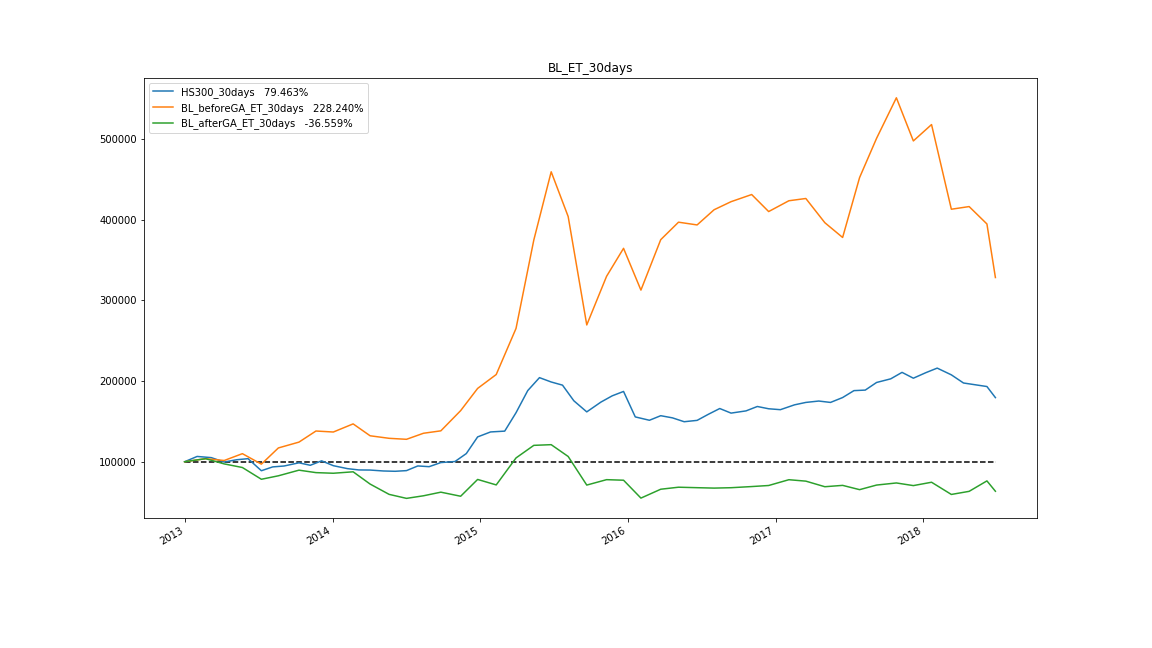 BL_ET_30days
HS300_30days 79.463%
BL_beforeGA_ET_30days 228.240%
BL_afterGA_ET_30days -36.559%
500000
400000
300000
200000
100000
2013
2014
2015
2016
2017
2018